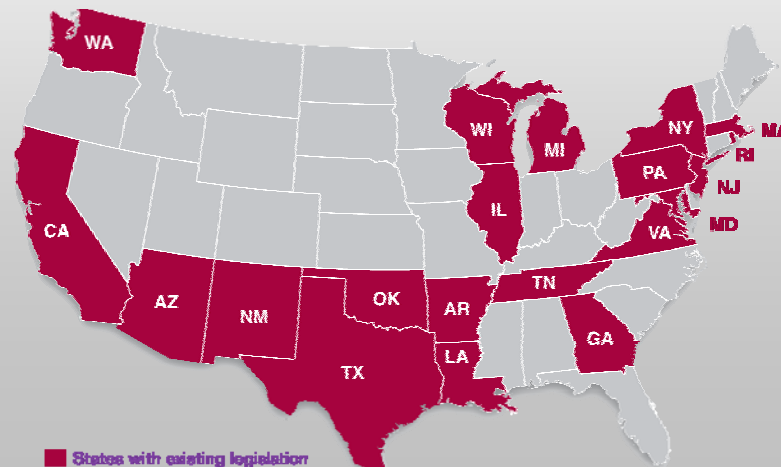 WA
WI
MI
NY
MA
RI
PA
NJ
IL
MD
CA
VA
TN
OK
AZ
AR
NM
GA
LA
TX
States with existing legislation